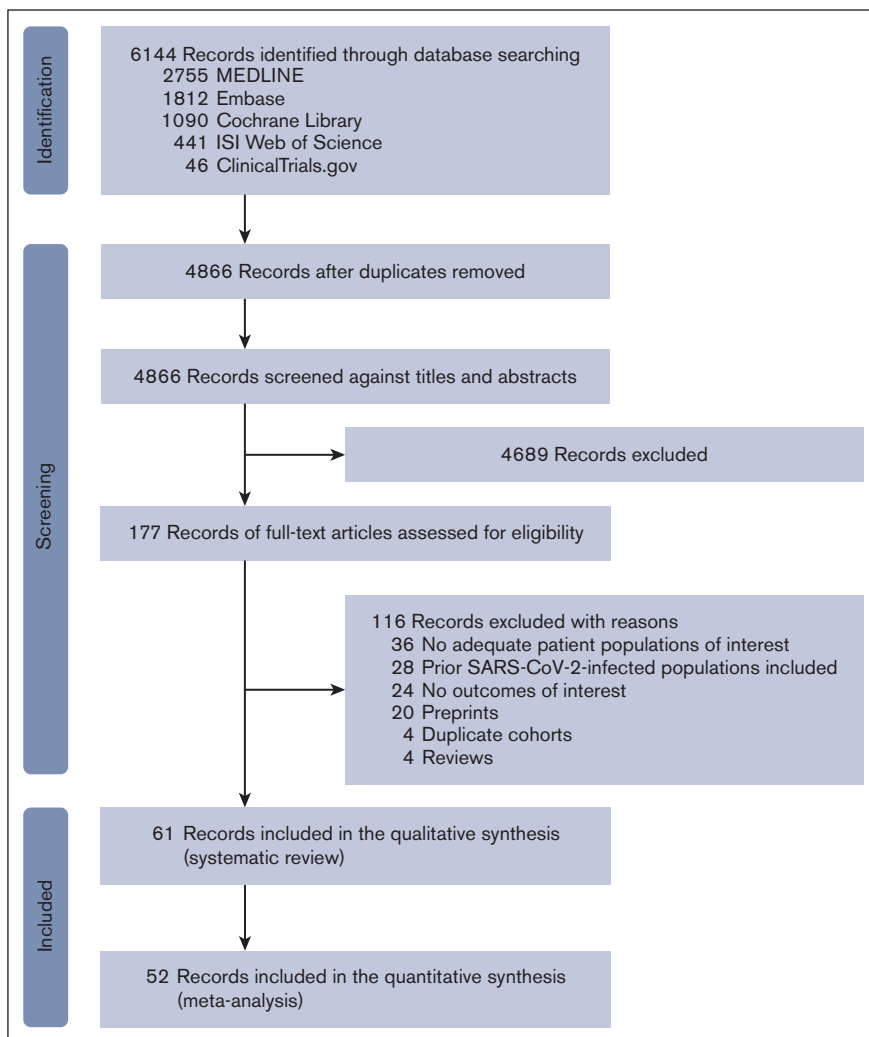 Identification
6144 Records identified through database searching
2755 MEDLINE
1812 Embase
1090 Cochrane Library
441 ISI Web of Science
46 ClinicalTrials.gov
Screening
4866 Records after duplicates removed
4866 Records screened against titles and abstracts
4689 Records excluded
177 Records of full-text articles assessed for eligibility
116 Records excluded with reasons
36 No adequate patient populations of interest
28 Prior SARS-CoV-2-infected populations included
24 No outcomes of interest
20 Preprints
4 Duplicate cohorts
4 Reviews
Included
61 Records included in the qualitative synthesis
(systematic review)
52 Records included in the quantitative synthesis
(meta-analysis)